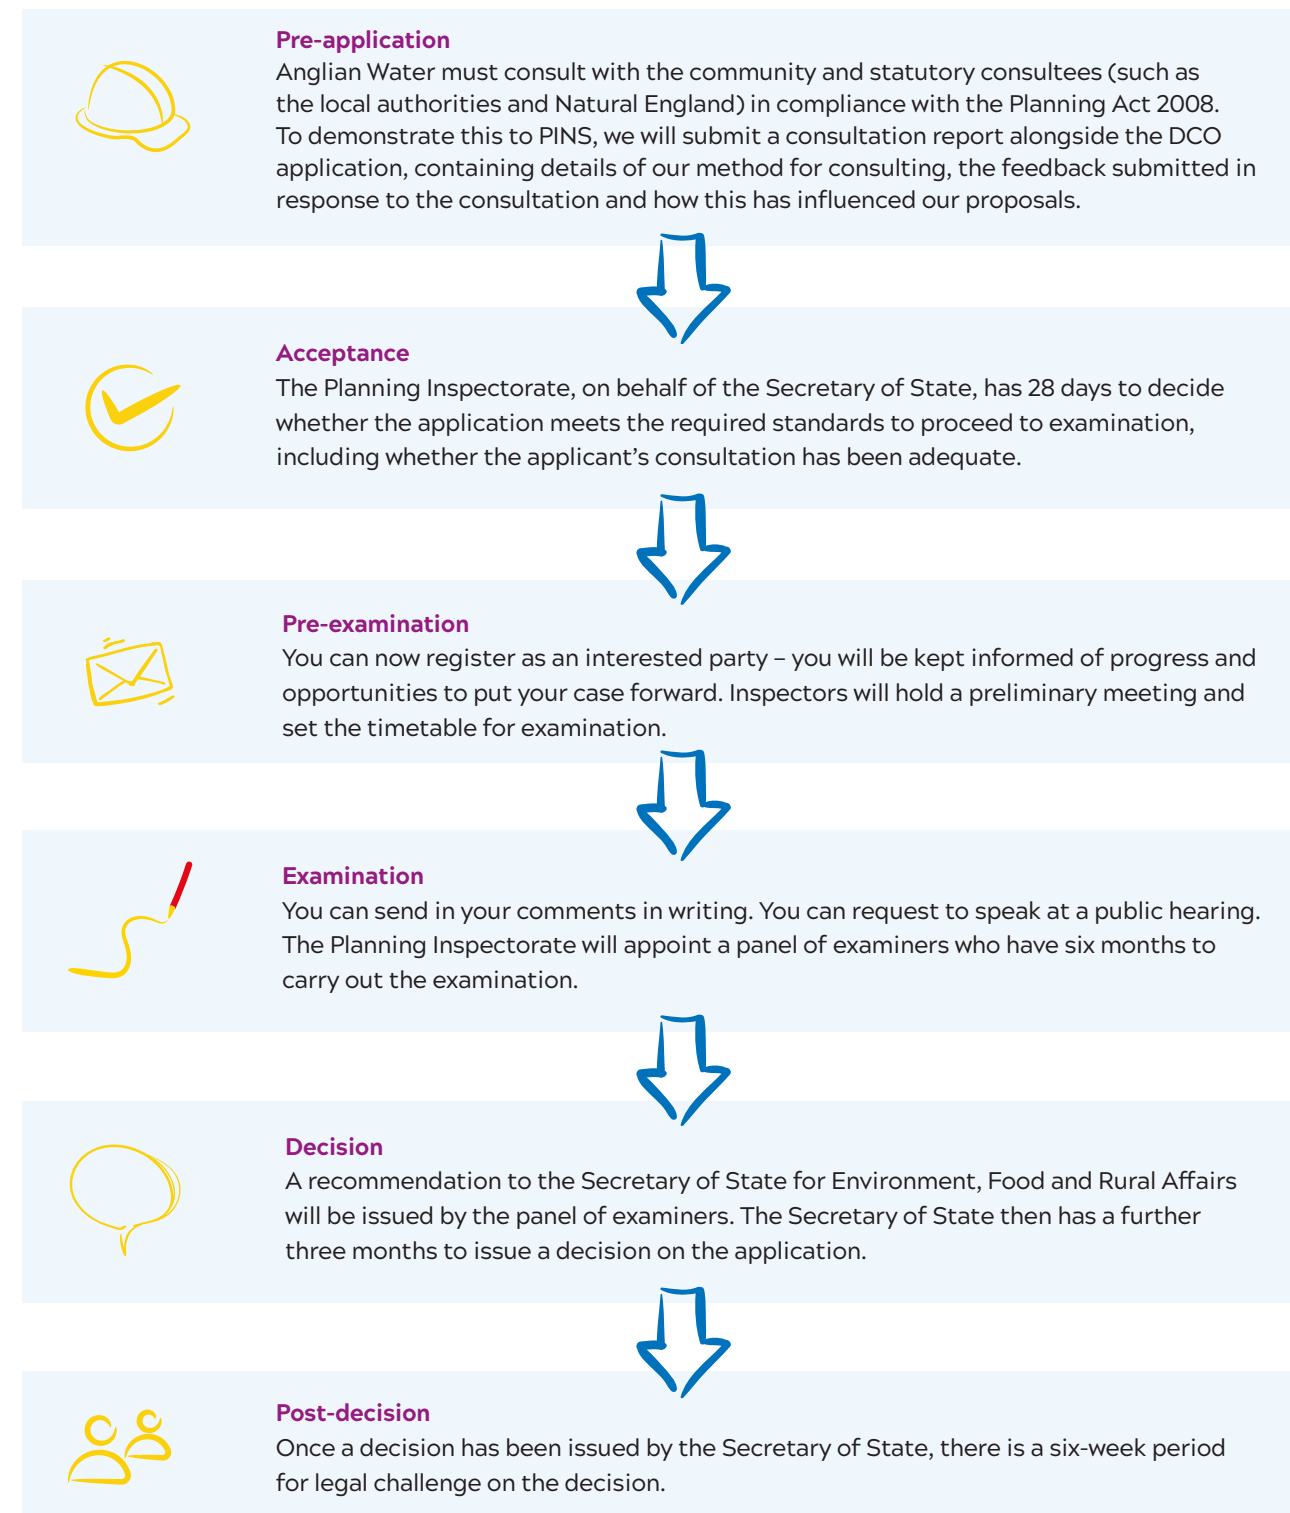 Pre-application
Anglian Water must consult with the community and statutory consultees (such as
the local authorities and Natural England) in compliance with the Planning Act 2008.
To demonstrate this to PINS, we will submit a consultation report alongside the DCO
application, containing details of our method for consulting, the feedback submitted in
response to the consultation and how this has influenced our proposals.
Acceptance
The Planning Inspectorate, on behalf of the Secretary of State, has 28 days to decide
whether the application meets the required standards to proceed to examination,
including whether the applicant’s consultation has been adequate.
Pre-examination
You can now register as an interested party – you will be kept informed of progress and
opportunities to put your case forward. Inspectors will hold a preliminary meeting and
set the timetable for examination.
Examination
You can send in your comments in writing. You can request to speak at a public hearing.
The Planning Inspectorate will appoint a panel of examiners who have six months to
carry out the examination.
Decision
A recommendation to the Secretary of State for Environment, Food and Rural Affairs
will be issued by the panel of examiners. The Secretary of State then has a further
three months to issue a decision on the application.
Post-decision
Once a decision has been issued by the Secretary of State, there is a six-week period
for legal challenge on the decision.